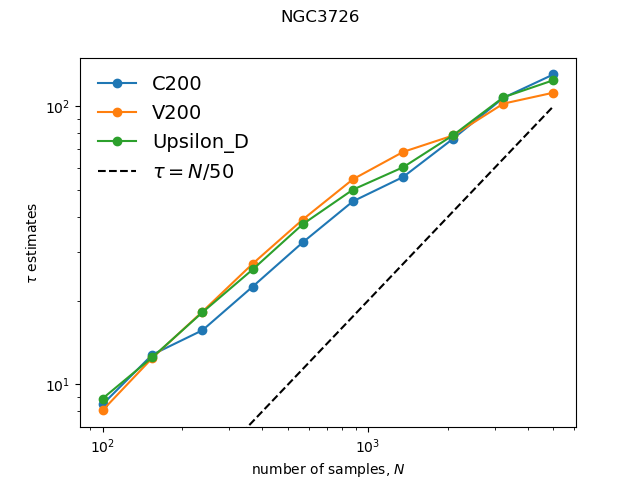 NGC3726
C200
V200
Upsilon_D
τ = N/50
10²
10¹
τ estimates
10² 10³
number of samples, N